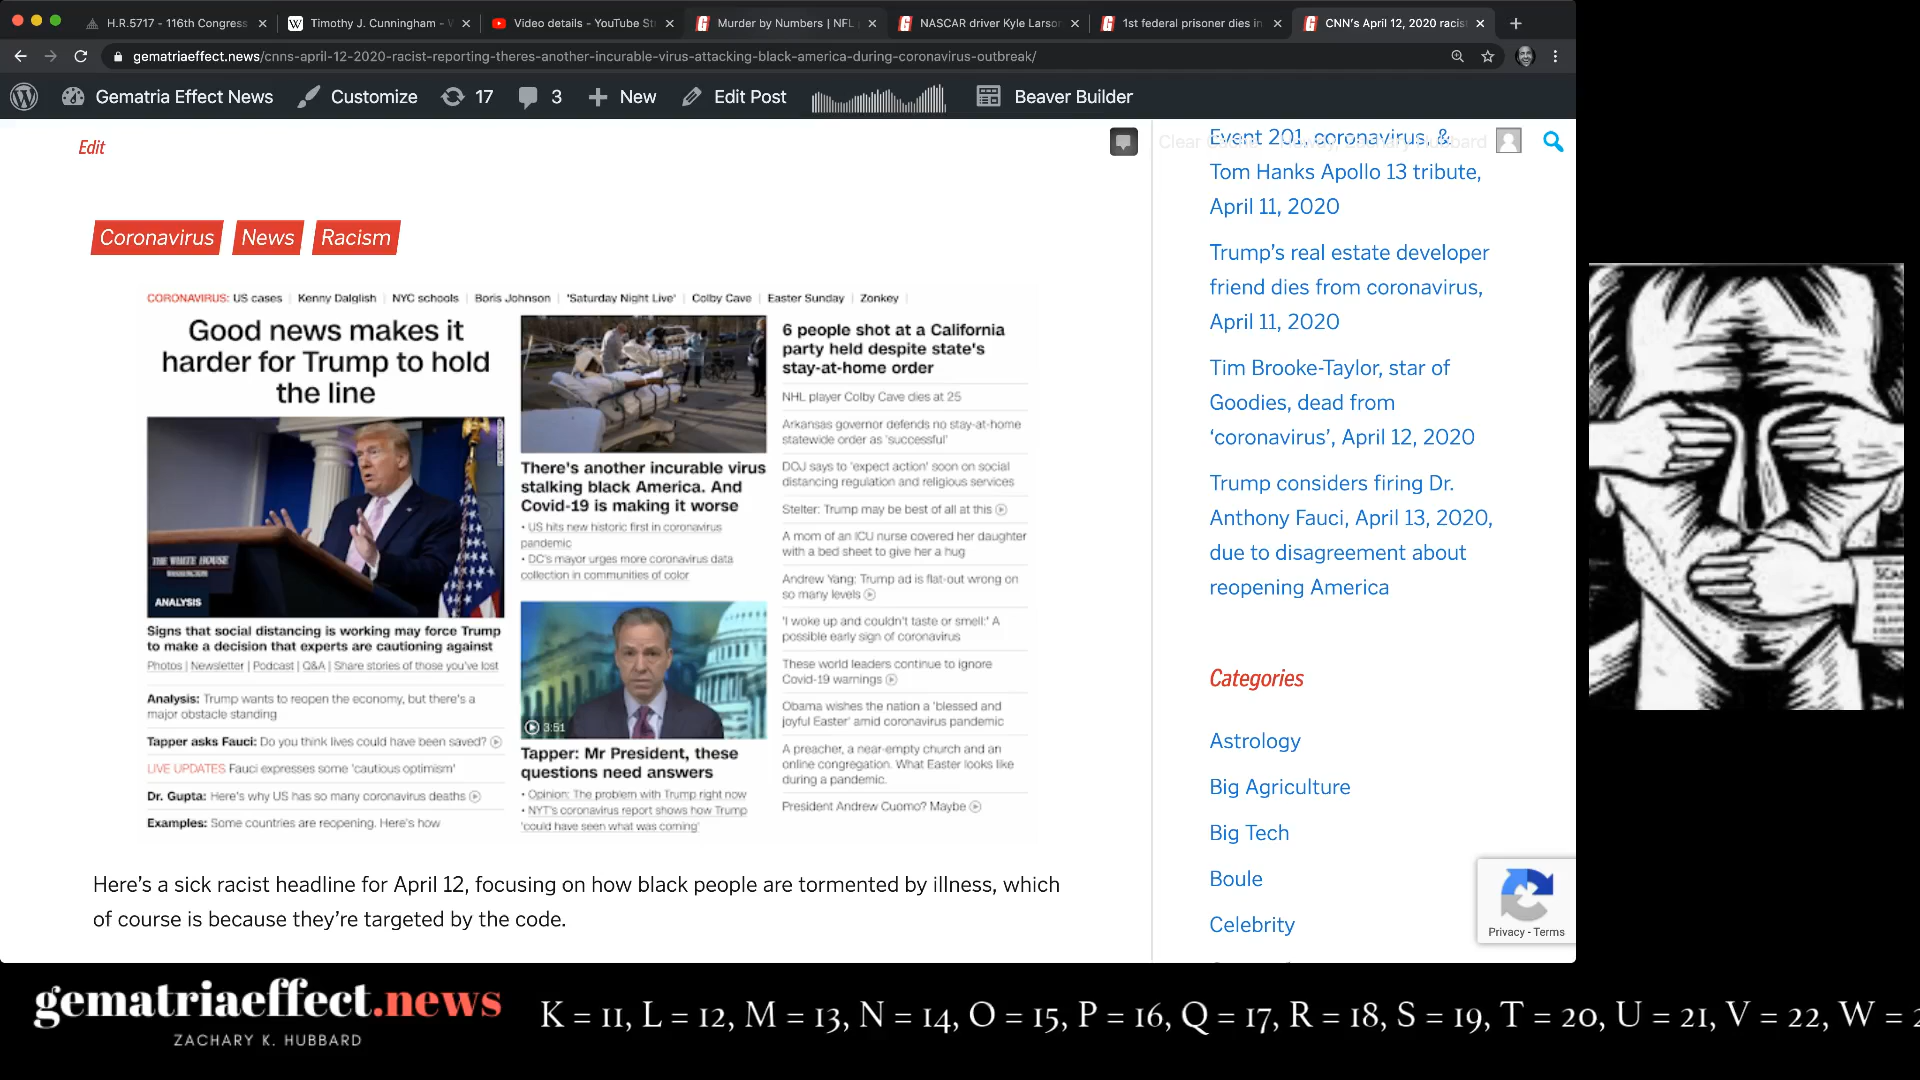 H.R.5717 - 116th Congress
Timothy J. Cunningham -
Video details - YouTube St
Murder by Numbers | NFL
NASCAR driver Kyle Larson
1st federal prisoner dies in
CNN's April 12, 2020 racist
gematriaeffect.news/cnns-april-12-2020-racist-reporting-theres-another-incurable-virus-attacking-black-america-during-coronavirus-outbreak/
Gematria Effect News
Customize
17
3
New
Edit Post
Beaver Builder
Edit
Coronavirus
News
Racism
CORONAVIRUS: US cases | Kenny Dalglish | NYC schools | Boris Johnson | 'Saturday Night Live' | Colby Cave | Easter Sunday | Zonkey |
Good news makes it
harder for Trump to hold
the line
THE WHITE HOUSE
WASHINGTON
ANALYSIS
Signs that social distancing is working may force Trump
to make a decision that experts are cautioning against
Photos | Newsletter | Podcast | Q&A | Share stories of those you've lost
Analysis: Trump wants to reopen the economy, but there's a
major obstacle standing
Tapper asks Fauci: Do you think lives could have been saved?
LIVE UPDATES Fauci expresses some 'cautious optimism'
Dr. Gupta: Here's why US has so many coronavirus deaths
Examples: Some countries are reopening. Here's how
There's another incurable virus
stalking black America. And
Covid-19 is making it worse
• US hits new historic first in coronavirus
pandemic
• DC's mayor urges more coronavirus data
collection in communities of color
3:51
Tapper: Mr President, these
questions need answers
• Opinion: The problem with Trump right now
• NYT's coronavirus report shows how Trump
'could have seen what was coming'
6 people shot at a California
party held despite state's
stay-at-home order
NHL player Colby Cave dies at 25
Arkansas governor defends no stay-at-home
statewide order as 'successful'
DOJ says to 'expect action' soon on social
distancing regulation and religious services
Stelter: Trump may be best of all at this
A mom of an ICU nurse covered her daughter
with a bed sheet to give her a hug
Andrew Yang: Trump ad is flat-out wrong on
so many levels
'I woke up and couldn't taste or smell:' A
possible early sign of coronavirus
These world leaders continue to ignore
Covid-19 warnings
Obama wishes the nation a 'blessed and
joyful Easter' amid coronavirus pandemic
A preacher, a near-empty church and an
online congregation. What Easter looks like
during a pandemic.
President Andrew Cuomo? Maybe
Here's a sick racist headline for April 12, focusing on how black people are tormented by illness, which
of course is because they're targeted by the code.
Event 201, coronavirus, &
Tom Hanks Apollo 13 tribute,
April 11, 2020
Trump's real estate developer
friend dies from coronavirus,
April 11, 2020
Tim Brooke-Taylor, star of
Goodies, dead from
'coronavirus', April 12, 2020
Trump considers firing Dr.
Anthony Fauci, April 13, 2020,
due to disagreement about
reopening America
Categories
Astrology
Big Agriculture
Big Tech
Boule
Celebrity
Privacy - Terms
gematriaeffect.news
ZACHARY K. HUBBARD
K = 11, L = 12, M = 13, N = 14, O = 15, P = 16, Q = 17, R = 18, S = 19, T = 20, U = 21, V = 22, W =